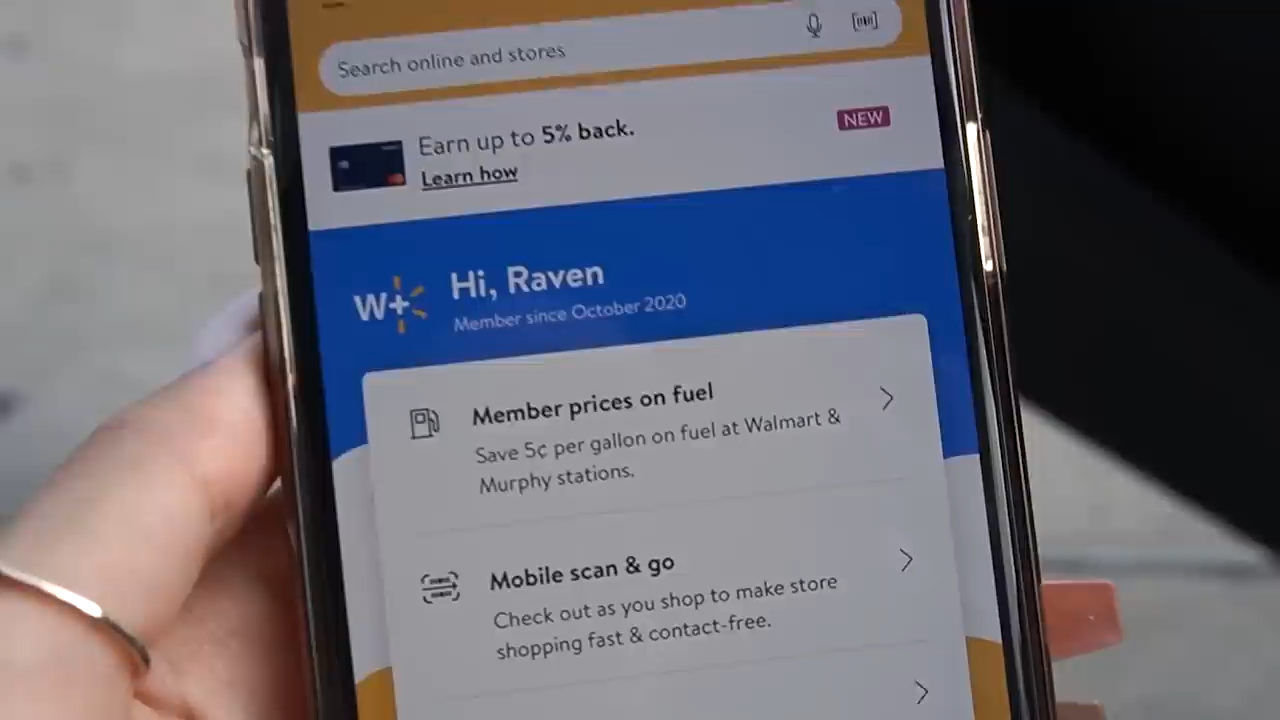 Search online and stores
Earn up to 5% back.
NEW
Learn how
W+
Hi, Raven
Member since October 2020
Member prices on fuel
Save 5¢ per gallon on fuel at Walmart &
Murphy stations.
Mobile scan & go
Check out as you shop to make store
shopping fast & contact-free.